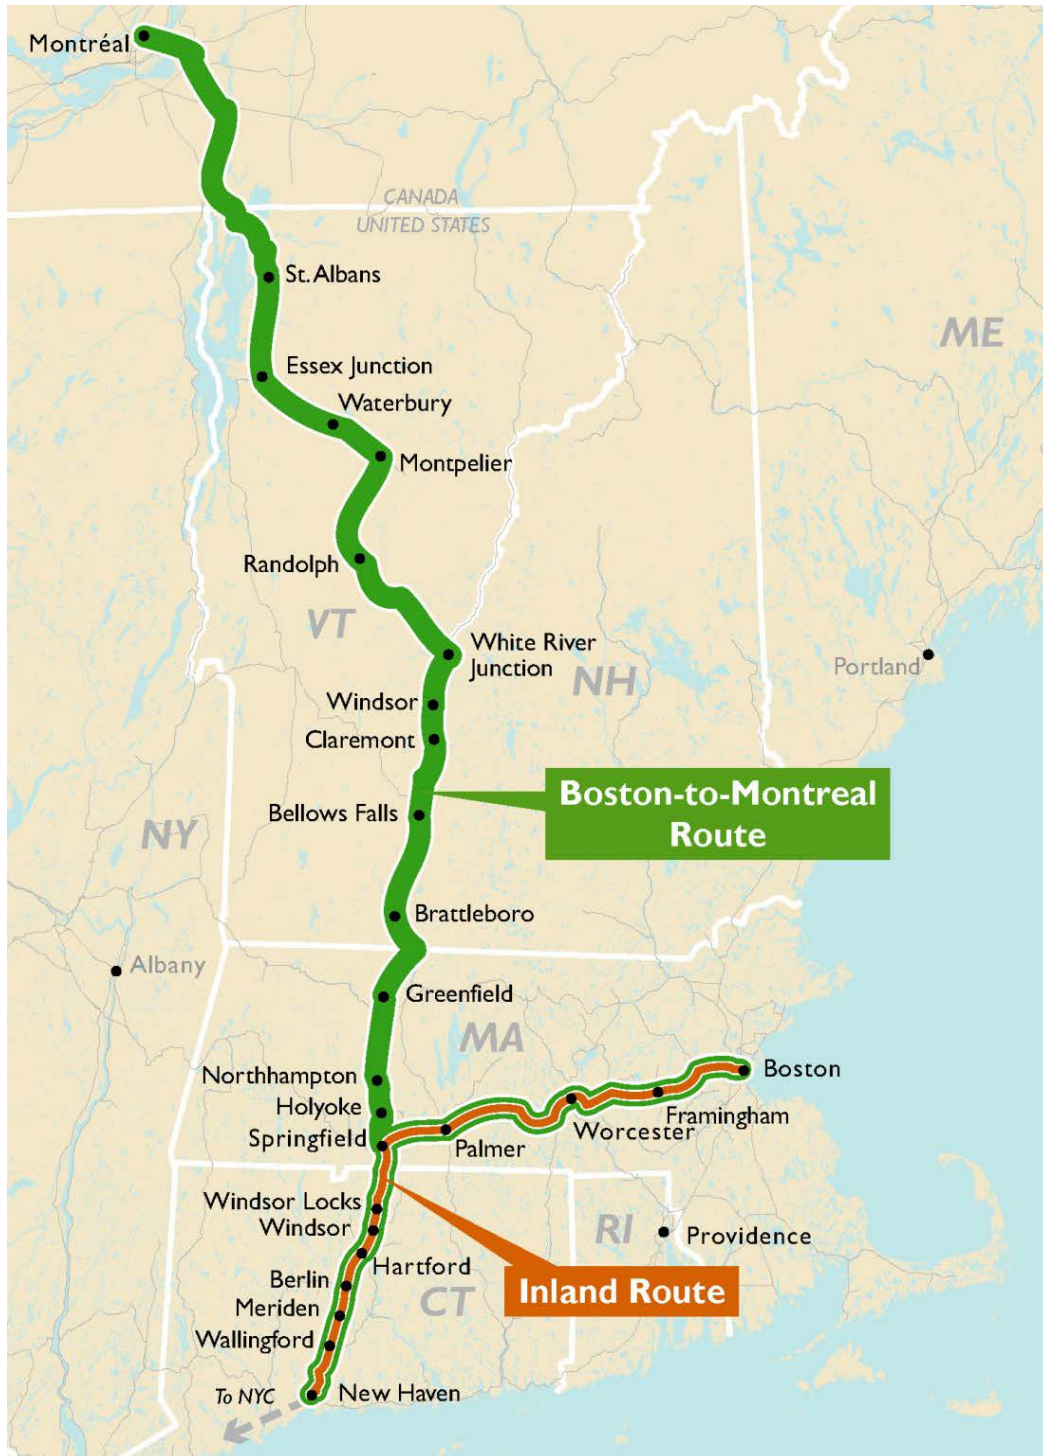 Montréal
CANADA
UNITED STATES
St. Albans
ME
Essex Junction
Waterbury
Montpelier
Randolph
VT
White River
Junction
NH
Portland
Windsor
Claremont
Boston-to-Montreal
Route
Bellows Falls
NY
Brattleboro
Albany
Greenfield
MA
Northhampton
Boston
Holyoke
Framingham
Springfield
Palmer
Worcester
Windsor Locks
Windsor
RI
Providence
Hartford
Berlin
CT
Inland Route
Meriden
Wallingford
To NYC
New Haven